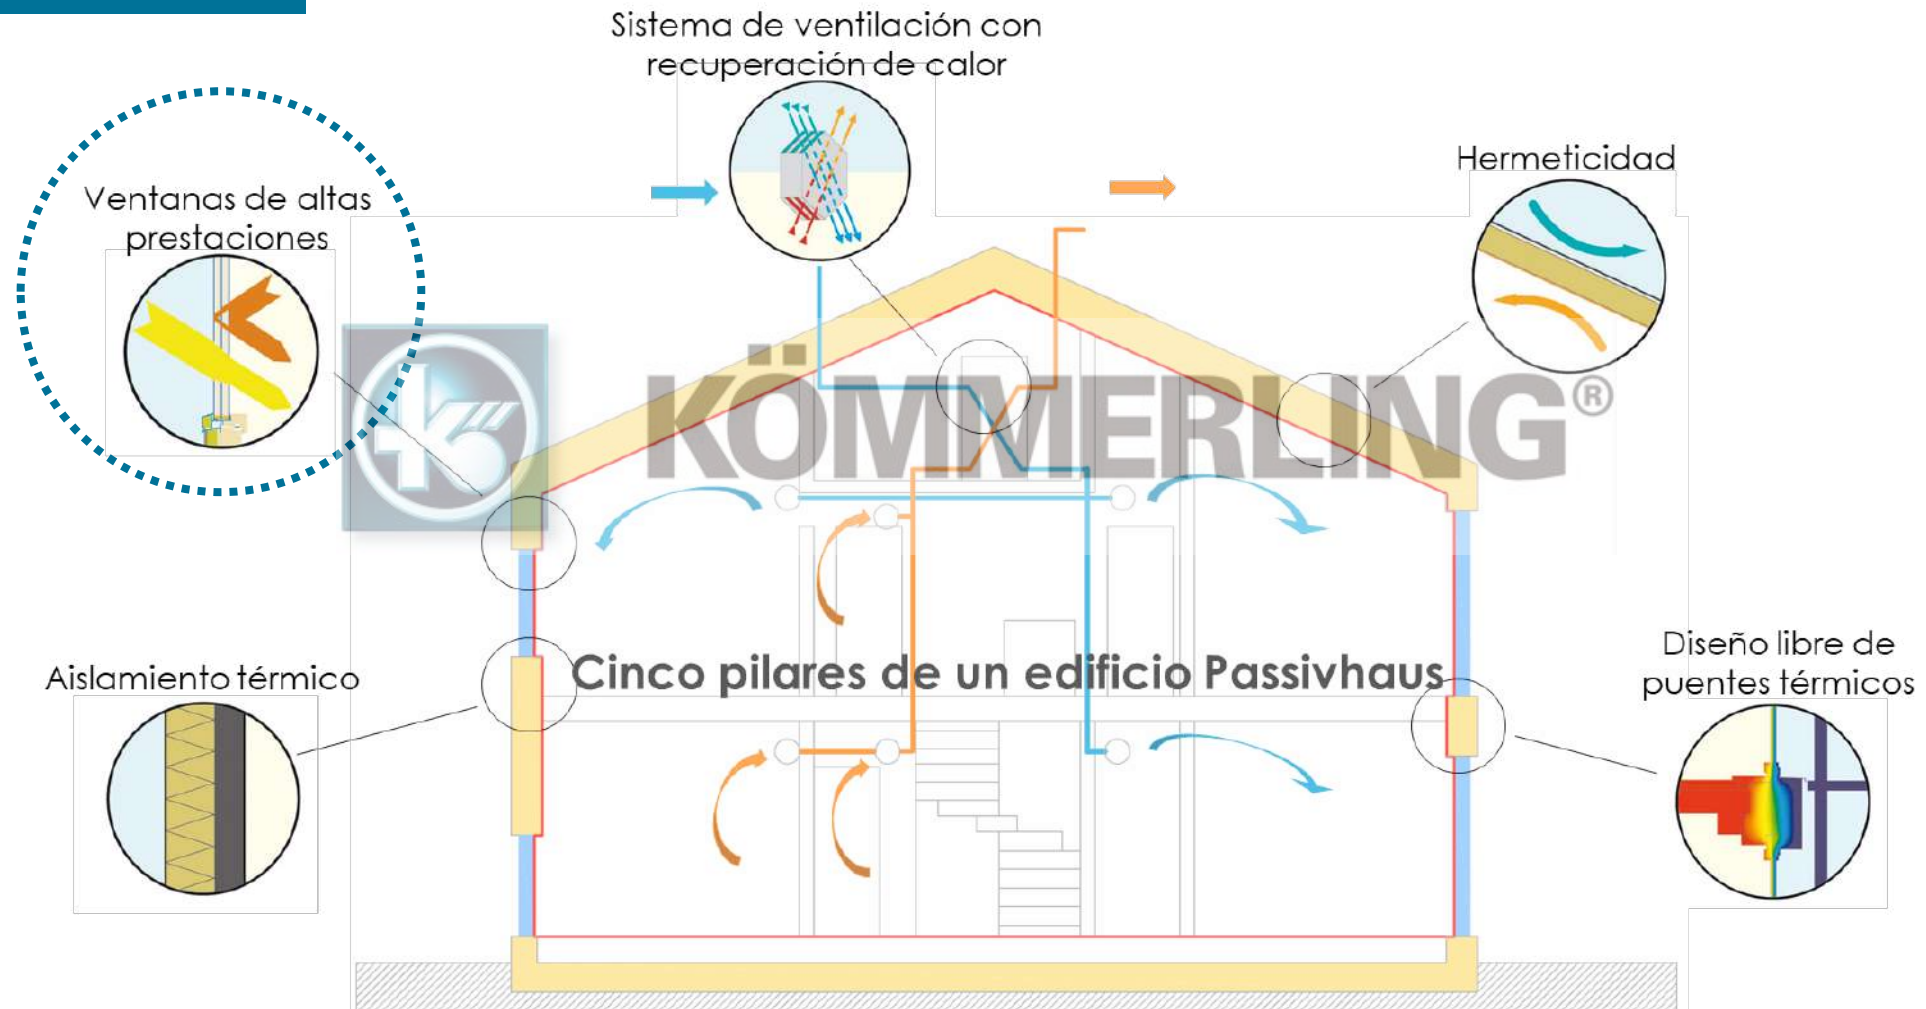 Sistema de ventilación con
recuperación de calor
Hermeticidad
Ventanas de altas
prestaciones
KÖMMERLING®
Cinco pilares de un edificio Passivhaus
Aislamiento térmico
Diseño libre de
puentes térmicos